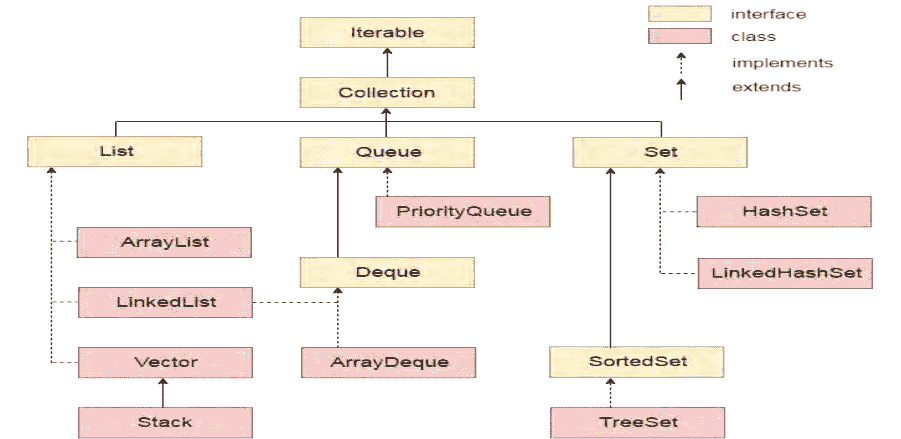 Iterable
interface
class
implements
extends
Collection
List
Queue
Set
PriorityQueue
HashSet
ArrayList
Deque
LinkedHashSet
LinkedList
Vector
ArrayDeque
SortedSet
Stack
TreeSet